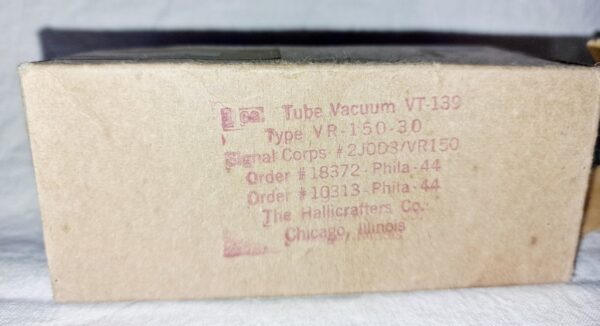 1 ea. Tube Vacuum VT-139
Type VR-150-30
Signal Corps #2J0D3/VR150
Order #18372-Phila-44
Order #10313-Phila-44
The Hallicrafters Co.
Chicago, Illinois